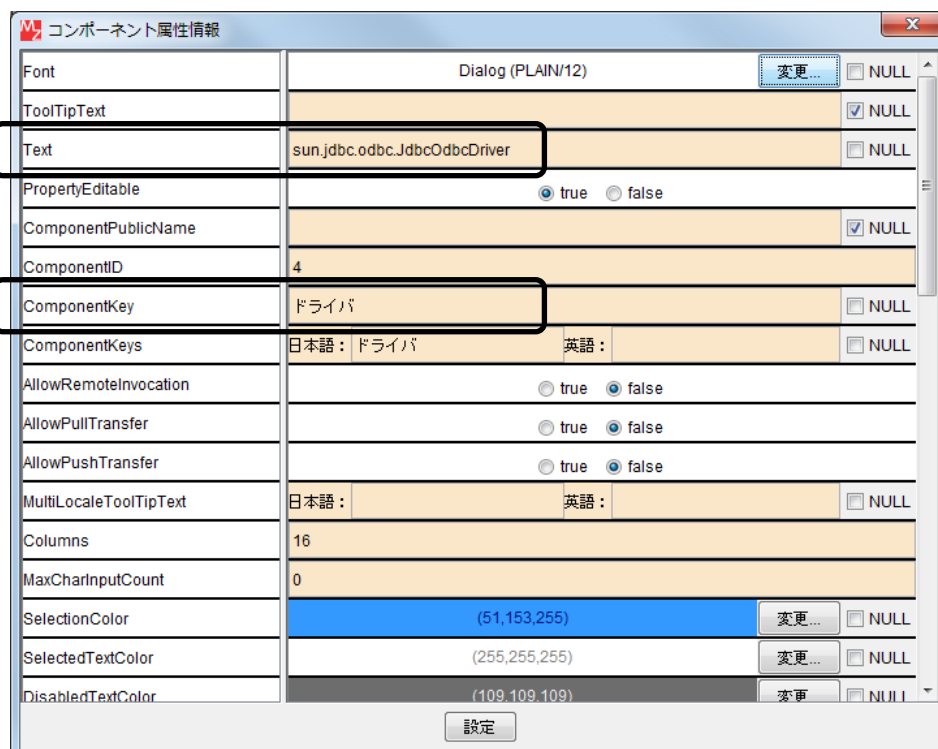 コンポーネント属性情報
Font Dialog (PLAIN/12) 変更... NULL
ToolTipText NULL
Text sun.jdbc.odbc.JdbcOdbcDriver NULL
PropertyEditable true false
ComponentPublicName NULL
ComponentID 4
ComponentKey ドライバ NULL
ComponentKeys 日本語： ドライバ 英語： NULL
AllowRemoteInvocation true false
AllowPullTransfer true false
AllowPushTransfer true false
MultiLocaleToolTipText 日本語： 英語： NULL
Columns 16
MaxCharInputCount 0
SelectionColor (51,153,255) 変更... NULL
SelectedTextColor (255,255,255) 変更... NULL
DisabledTextColor (109,109,109) 変更... NULL
設定